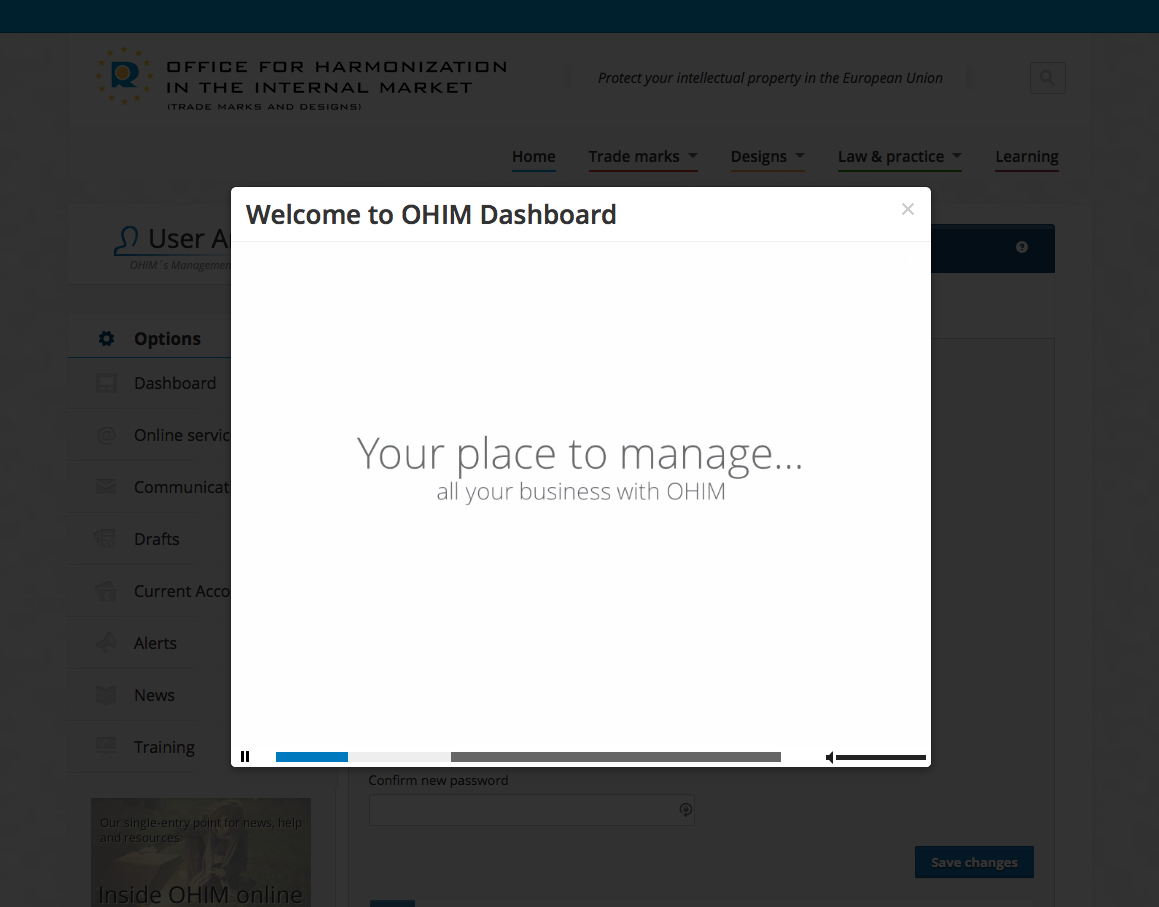 OFFICE FOR HARMONIZATION
IN THE INTERNAL MARKET
(TRADE MARKS AND DESIGNS)
Protect your intellectual property in the European Union
Home Trade marks Designs Law & practice Learning
Welcome to OHIM Dashboard
×
User A
OHIM´s Managemen
?
Options
Dashboard
Online servic
Communicat
Drafts
Current Acco
Alerts
News
Training
Your place to manage...
all your business with OHIM
Confirm new password
Save changes
Our single-entry point for news, help
and resources.
Inside OHIM online